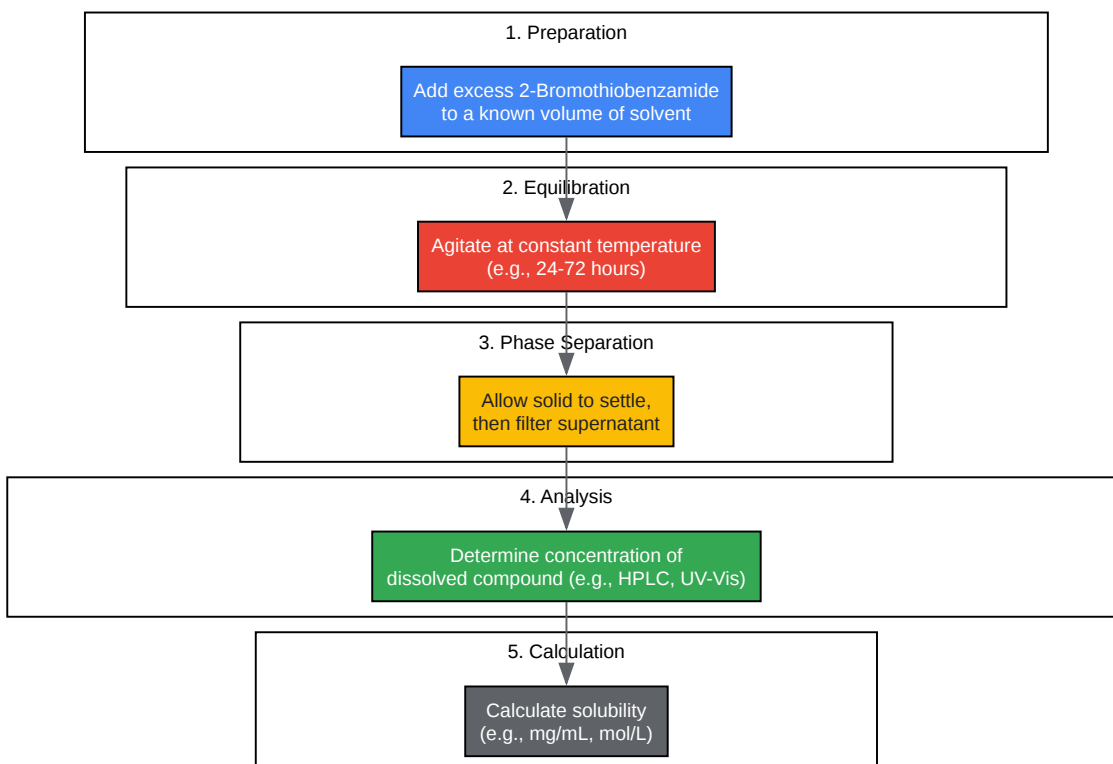 1. Preparation
Add excess 2-Bromothiobenzamide
to a known volume of solvent
2. Equilibration
Agitate at constant temperature
(e.g., 24-72 hours)
3. Phase Separation
Allow solid to settle,
then filter supernatant
4. Analysis
Determine concentration of
dissolved compound (e.g., HPLC, UV-Vis)
5. Calculation
Calculate solubility
(e.g., mg/mL, mol/L)